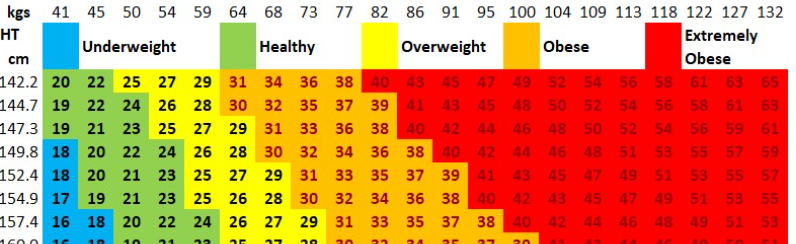 kgs 41 45 50 54 59 64 68 73 77 82 86 91 95 100 104 109 113 118 122 127 132
HT cm Underweight Healthy Overweight Obese Extremely Obese
142.2 20 22 25 27 29 31 34 36 38 40 43 45 47 49 52 54 56 58 61 63 65
144.7 19 22 24 26 28 30 32 35 37 39 41 43 45 48 50 52 54 56 58 61 63
147.3 19 21 23 25 27 29 31 33 36 38 40 42 44 46 48 50 52 54 56 59 61
149.8 18 20 22 24 26 28 30 32 34 36 38 40 42 44 46 48 51 53 55 57 59
152.4 18 20 21 23 25 27 29 31 33 35 37 39 41 43 45 47 49 51 53 55 57
154.9 17 19 21 23 25 26 28 30 32 34 36 38 40 42 43 45 47 49 51 53 55
157.4 16 18 20 22 24 26 27 29 31 33 35 37 38 40 42 44 46 48 49 51 53